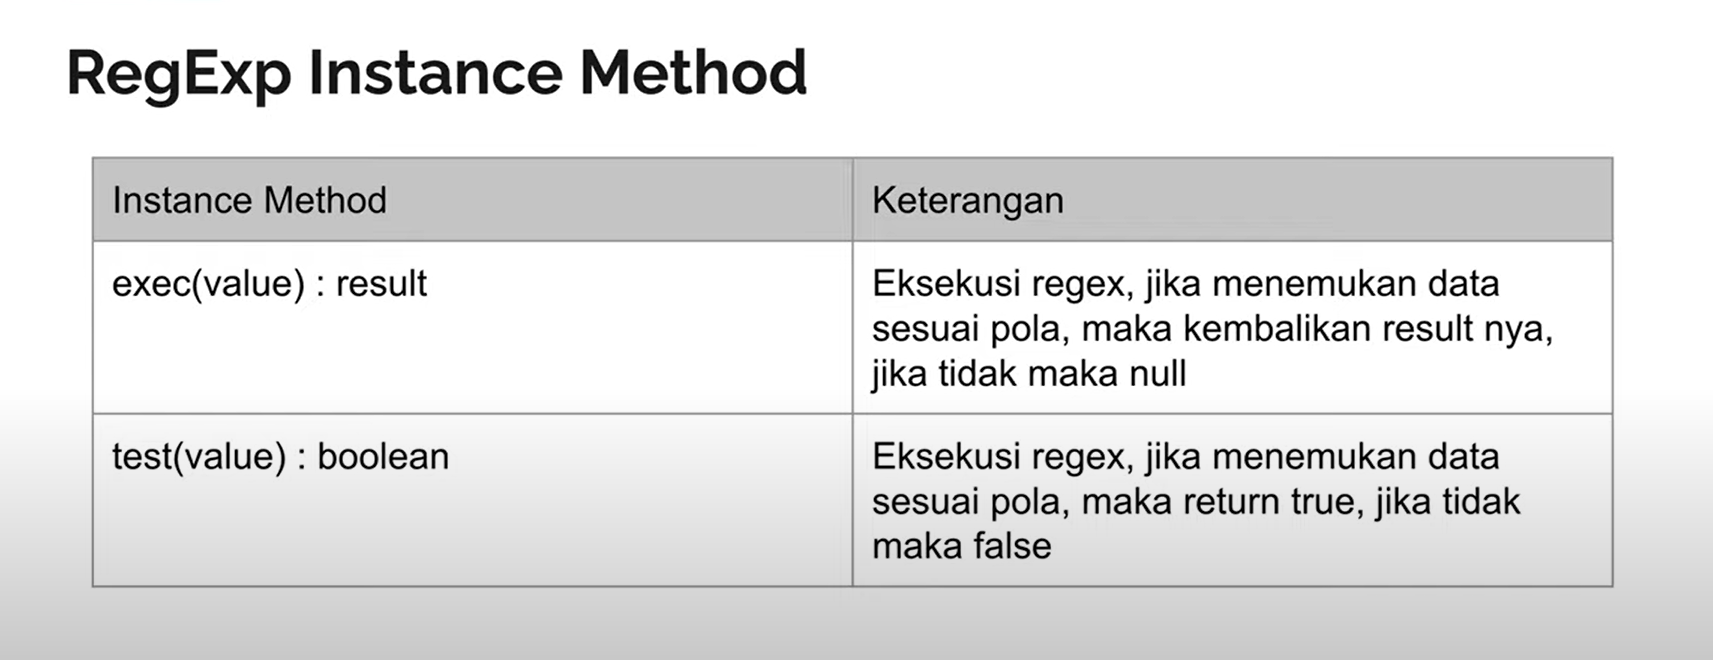 RegExp Instance Method
Instance Method
Keterangan
exec(value) : result
Eksekusi regex, jika menemukan data
sesuai pola, maka kembalikan result nya,
jika tidak maka null
test(value) : boolean
Eksekusi regex, jika menemukan data
sesuai pola, maka return true, jika tidak
maka false